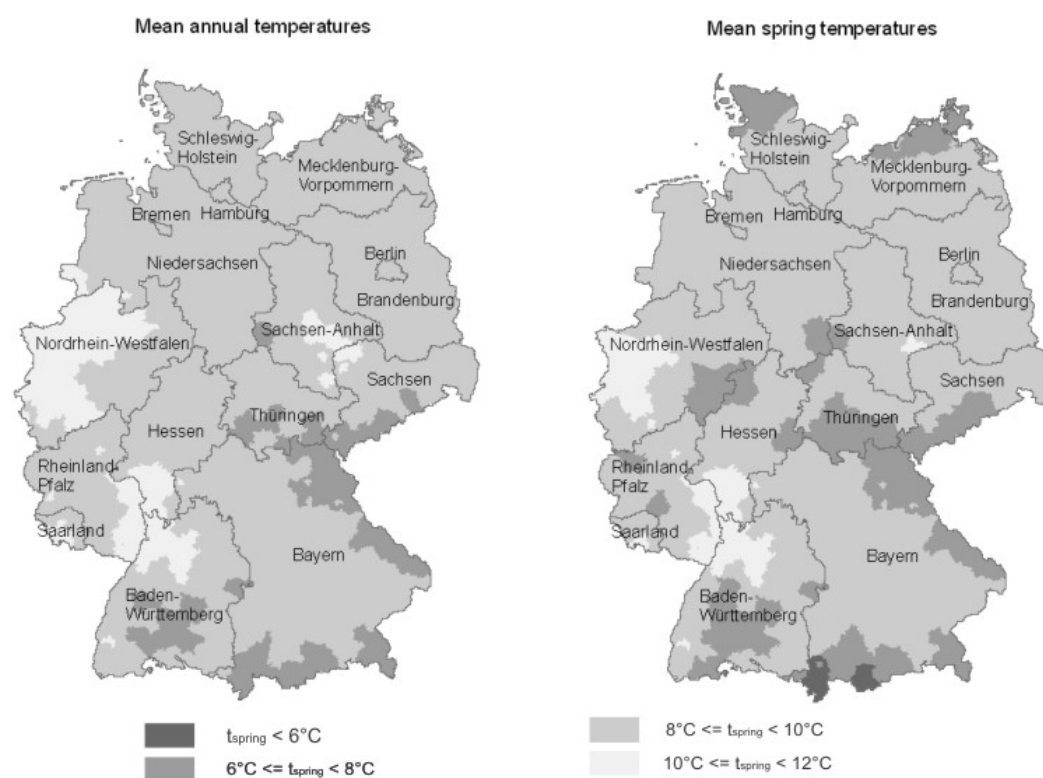 Mean annual temperatures
Schleswig-
Holstein
Mecklenburg-
Vorpommern
Bremen
Hamburg
Berlin
Niedersachsen
Brandenburg
Sachsen-Anhalt
Nordrhein-Westfalen
Sachsen
Thüringen
Hessen
Rheinland-
Pfalz
Saarland
Bayern
Baden-
Württemberg
Mean spring temperatures
Schleswig-
Holstein
Mecklenburg-
Vorpommern
Bremen
Hamburg
Berlin
Niedersachsen
Brandenburg
Sachsen-Anhalt
Nordrhein-Westfalen
Sachsen
Thüringen
Hessen
Rheinland-
Pfalz
Saarland
Bayern
Baden-
Württemberg
tspring < 6°C
6°C <= tspring < 8°C
8°C <= tspring < 10°C
10°C <= tspring < 12°C